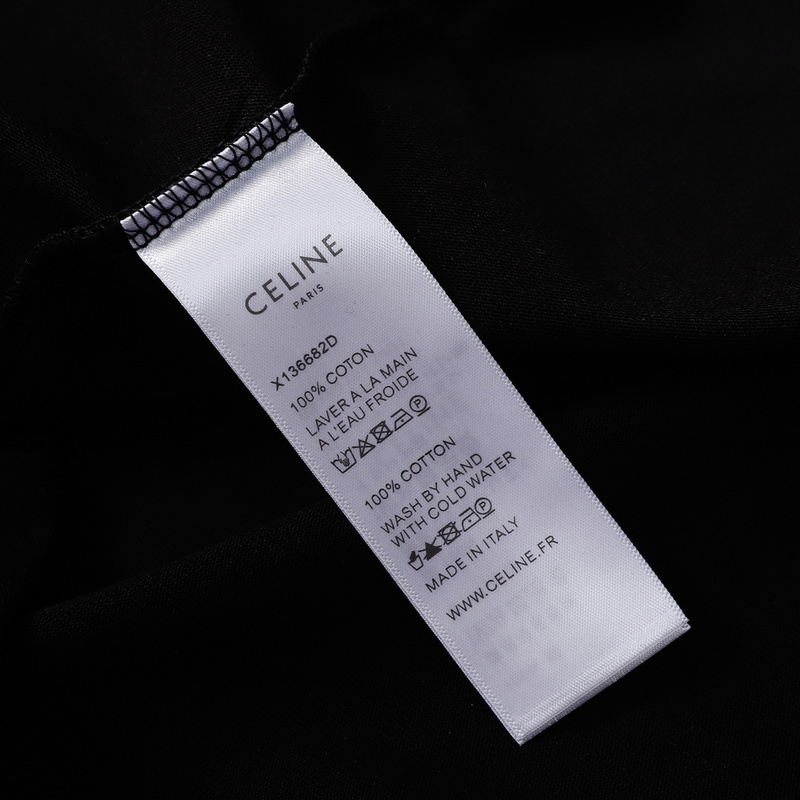 CELINE
PARIS
X136682D
100% COTON
LAVER A LA MAIN
A L'EAU FROIDE
P
100% COTTON
WASH BY HAND
WITH COLD WATER
P
MADE IN ITALY
WWW.CELINE.FR